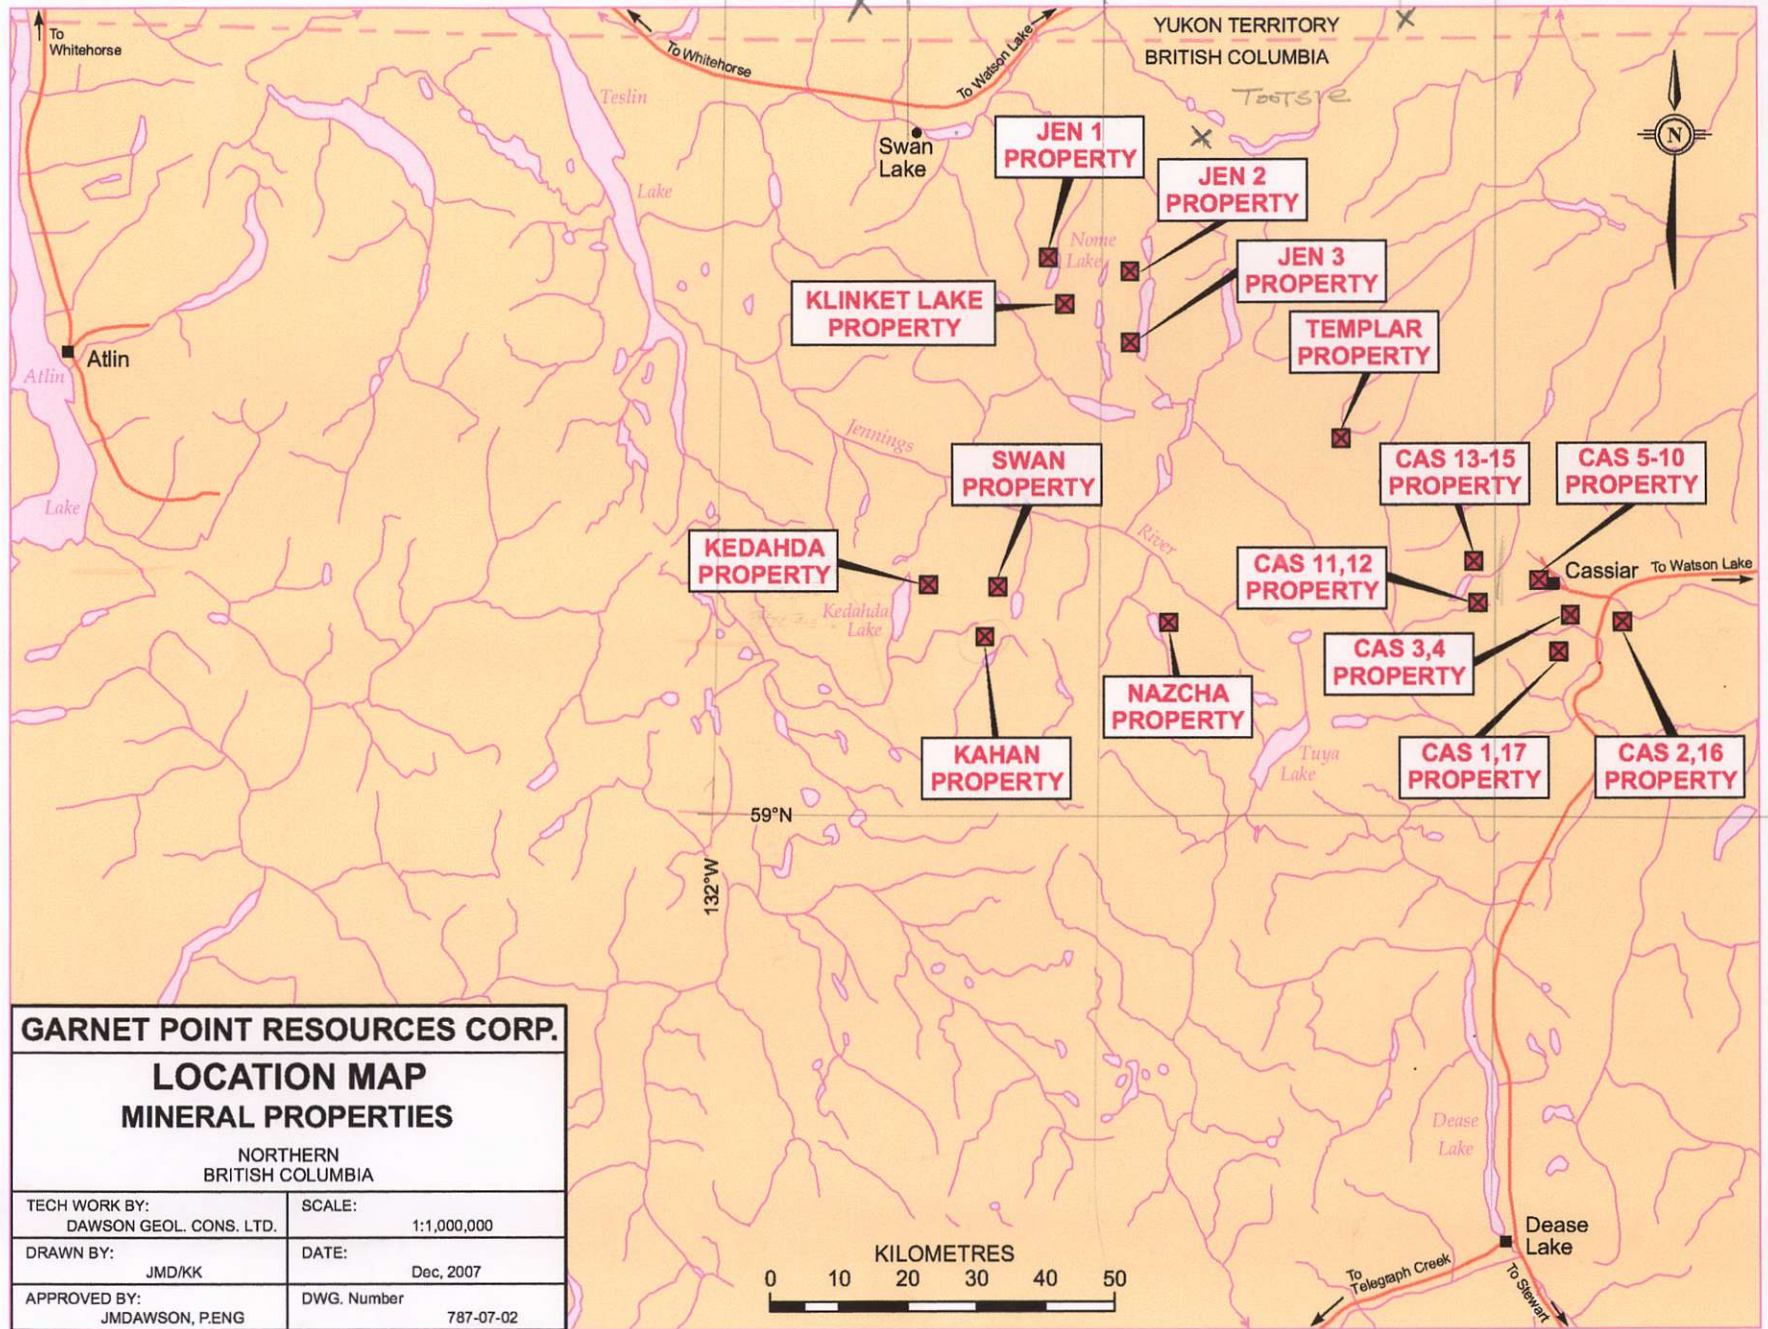 To
Whitehorse
To Whitehorse
To Watson Lake
YUKON TERRITORY
BRITISH COLUMBIA
TOOTSIE
Teslin
Lake
Swan
Lake
N
JEN 1
PROPERTY
JEN 2
PROPERTY
Nome
Lake
JEN 3
PROPERTY
KLINKET LAKE
PROPERTY
TEMPLAR
PROPERTY
Atlin
Atlin
Lake
Jennings
River
SWAN
PROPERTY
CAS 13-15
PROPERTY
CAS 5-10
PROPERTY
KEDAHDA
PROPERTY
CAS 11,12
PROPERTY
Cassiar
To Watson Lake
Kedahda
Lake
CAS 3,4
PROPERTY
NAZCHA
PROPERTY
KAHAN
PROPERTY
Tuya
Lake
CAS 1,17
PROPERTY
CAS 2,16
PROPERTY
59°N
132°W
GARNET POINT RESOURCES CORP.
LOCATION MAP
MINERAL PROPERTIES
NORTHERN
BRITISH COLUMBIA
TECH WORK BY:
DAWSON GEOL. CONS. LTD.
SCALE:
1:1,000,000
DRAWN BY:
JMD/KK
DATE:
Dec, 2007
APPROVED BY:
JMDAWSON, P.ENG
DWG. Number
787-07-02
KILOMETRES
0 10 20 30 40 50
Dease
Lake
Dease
Lake
To
Telegraph Creek
To Stewart